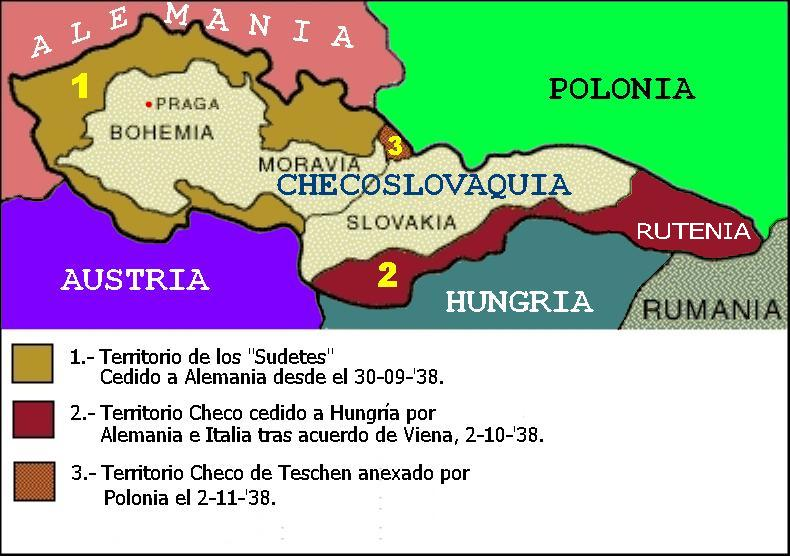 ALEMANIA
1
POLONIA
PRAGA
BOHEMIA
3
MORAVIA
CHECOSLOVAQUIA
SLOVAKIA
RUTENIA
AUSTRIA
2
HUNGRIA
RUMANIA
1.- Territorio de los "Sudetes"
Cedido a Alemania desde el 30-09-'38.
2.- Territorio Checo cedido a Hungría por
Alemania e Italia tras acuerdo de Viena, 2-10-'38.
3.- Territorio Checo de Teschen anexado por
Polonia el 2-11-'38.